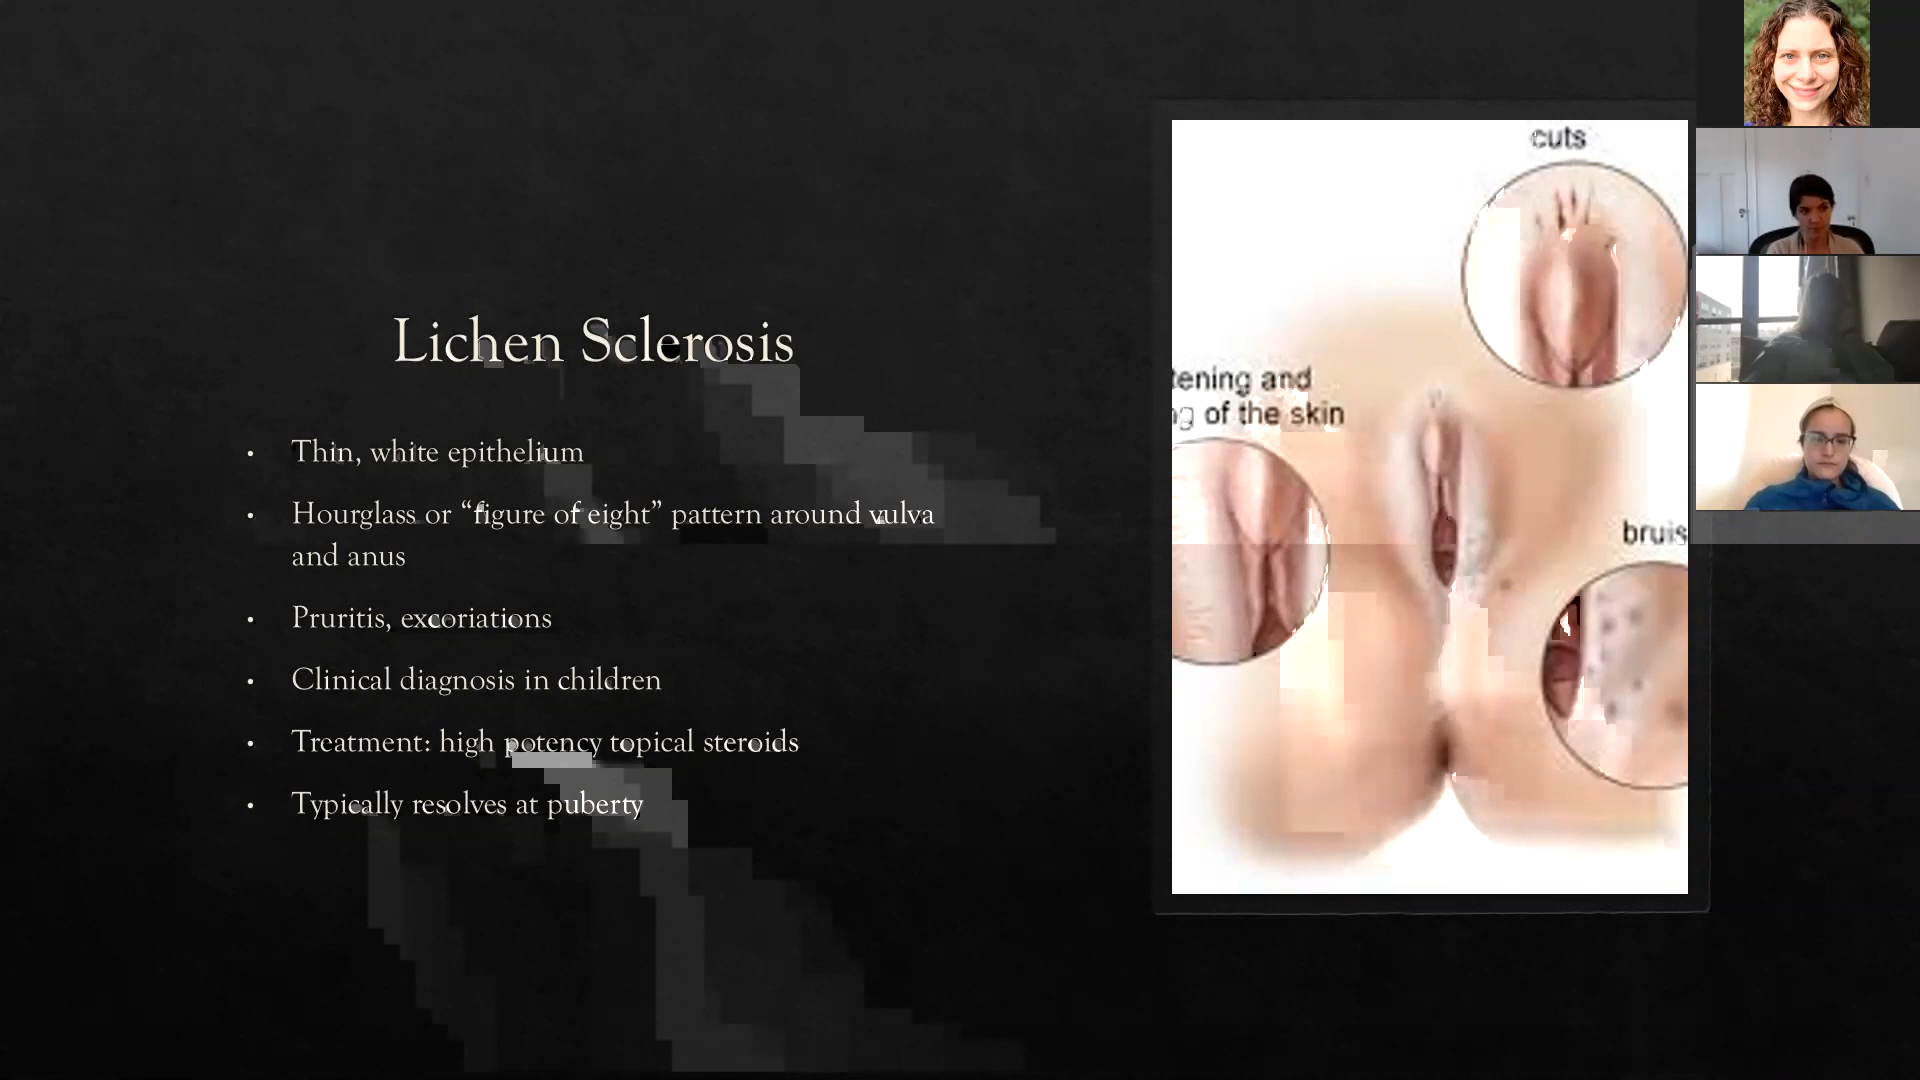 Lichen Sclerosis
• Thin, white epithelium
• Hourglass or “figure of eight” pattern around vulva
and anus
• Pruritis, excoriations
• Clinical diagnosis in children
• Treatment: high potency topical steroids
• Typically resolves at puberty
cuts
tening and
g of the skin
bruis